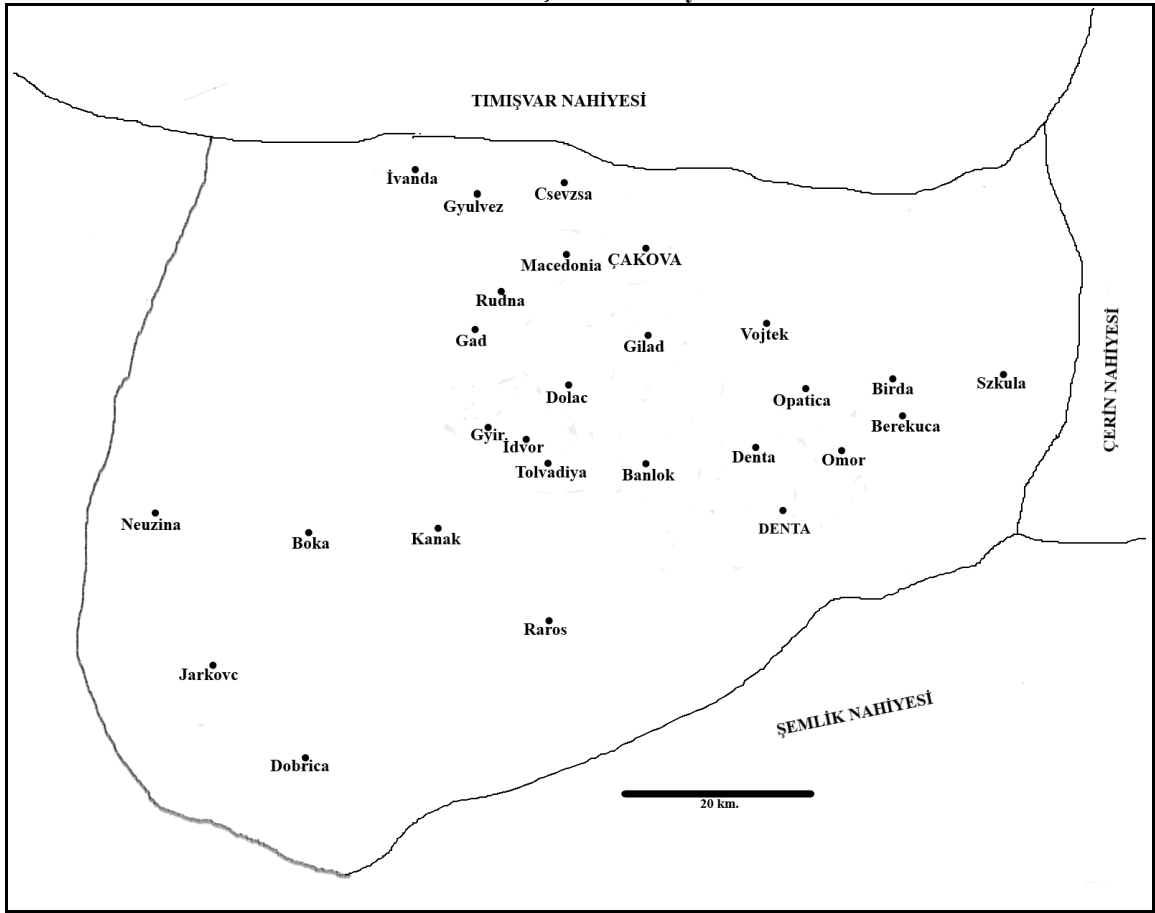 TIMIŞVAR NAHİYESİ
İvanda
Gyulvez
Csevzsa
Macedonia
ÇAKOVA
Rudna
Gad
Gilad
Vojtek
Dolac
Opatica
Birda
Szkula
Berekuca
ÇERİN NAHİYESİ
Gyir
İdvor
Tolvadiya
Banlok
Denta
Omor
Neuzina
Boka
Kanak
DENTA
Raros
Jarkovc
ŞEMLİK NAHİYESİ
Dobrica
20 km.